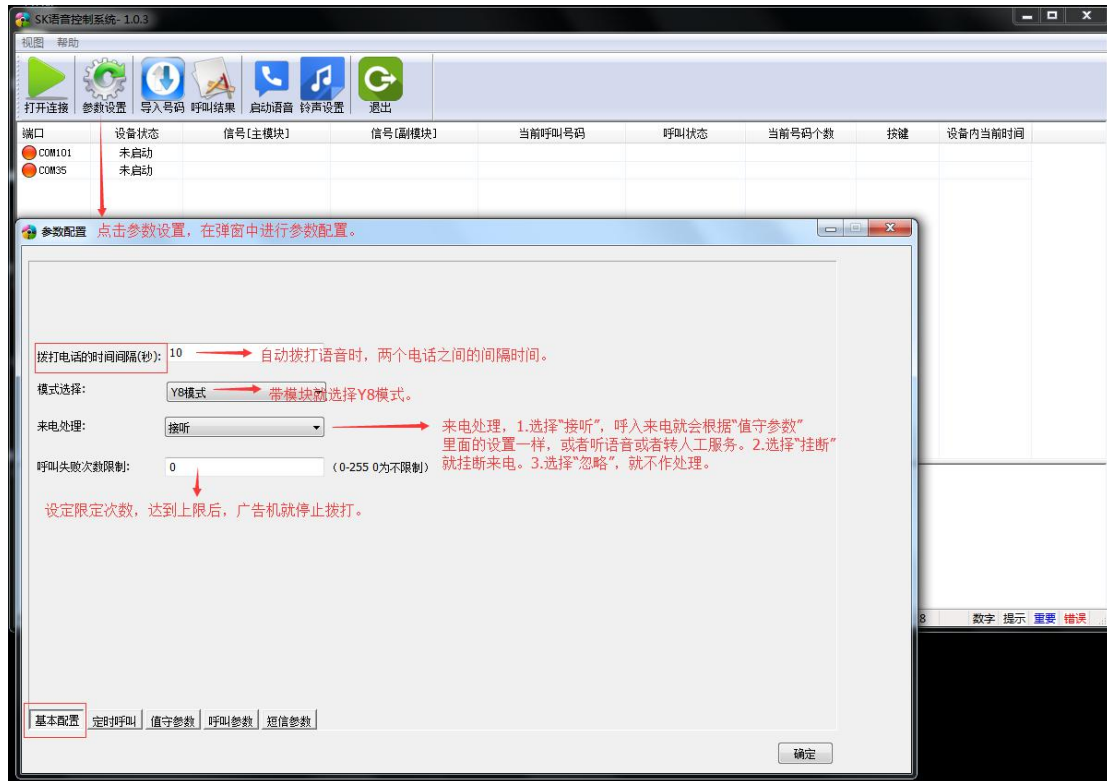 SK语音控制系统- 1.0.3
视图 帮助
打开连接 参数设置 导入号码 呼叫结果 启动语音 铃声设置 退出
端口 设备状态 信号[主模块] 信号[副模块] 当前呼叫号码 呼叫状态 当前号码个数 按键 设备内当前时间
COM101 未启动
COM35 未启动
参数配置 点击参数设置，在弹窗中进行参数配置。
拨打电话的时间间隔(秒): 10 自动拨打语音时，两个电话之间的间隔时间。
模式选择: Y8模式 带模块就选择Y8模式。
来电处理: 接听 来电处理，1.选择“接听”，呼入来电就会根据“值守参数”
里面的设置一样，或者听语音或者转人工服务。2.选择“挂断”
呼叫失败次数限制: 0 (0-255 0为不限制) 就挂断来电。3.选择“忽略”，就不作处理。
设定限定次数，达到上限后，广告机就停止拨打。
8 数字 提示 重要 错误
基本配置 定时呼叫 值守参数 呼叫参数 短信参数
确定